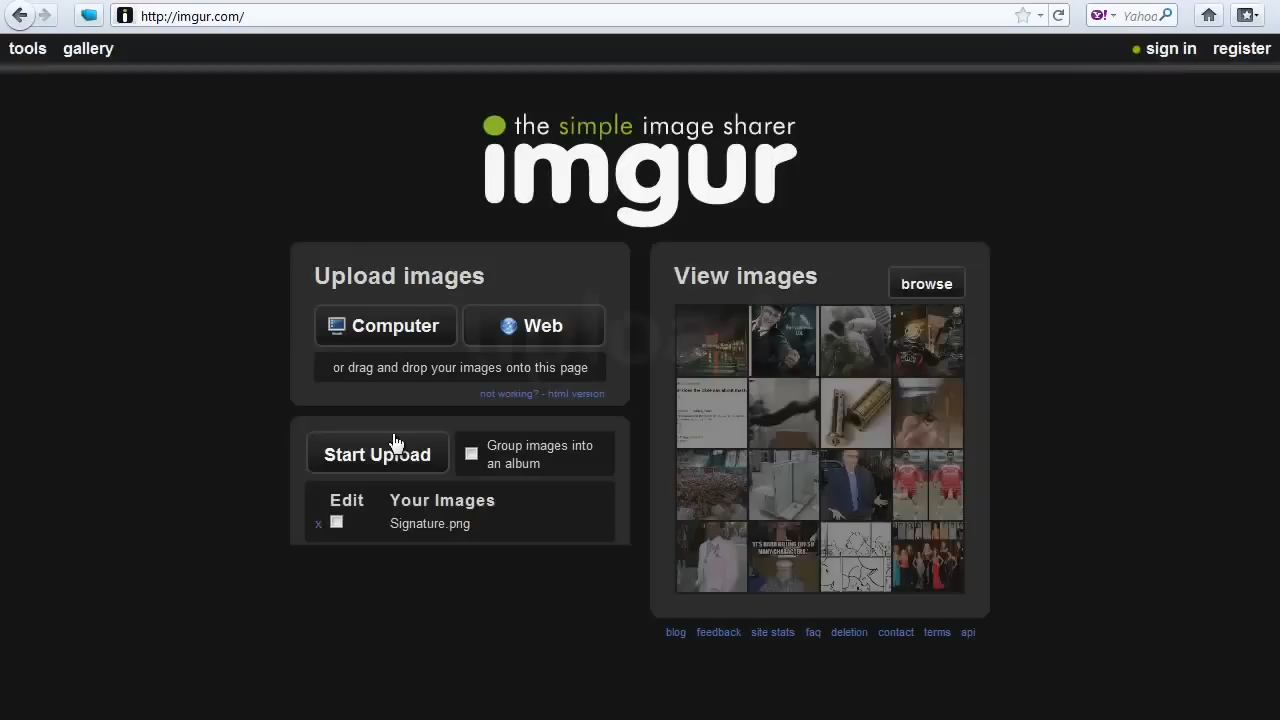 http://imgur.com/
Yahoo
tools gallery
sign in register
the simple image sharer
imgur
Upload images
Computer Web
or drag and drop your images onto this page
not working? - html version
Start Upload
Group images into
an album
Edit Your Images
x Signature.png
View images
browse
blog feedback site stats faq deletion contact terms api